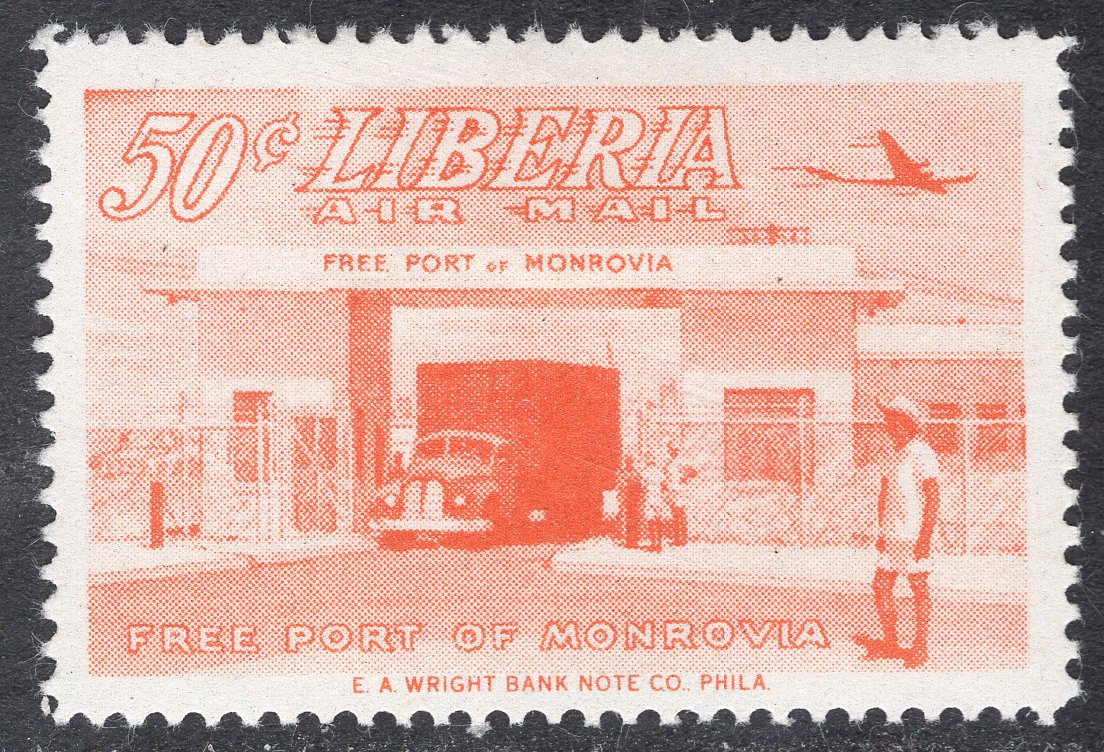 50¢ LIBERIA
AIR MAIL
FREE PORT OF MONROVIA
FREE PORT OF MONROVIA
E. A. WRIGHT BANK NOTE CO., PHILA.